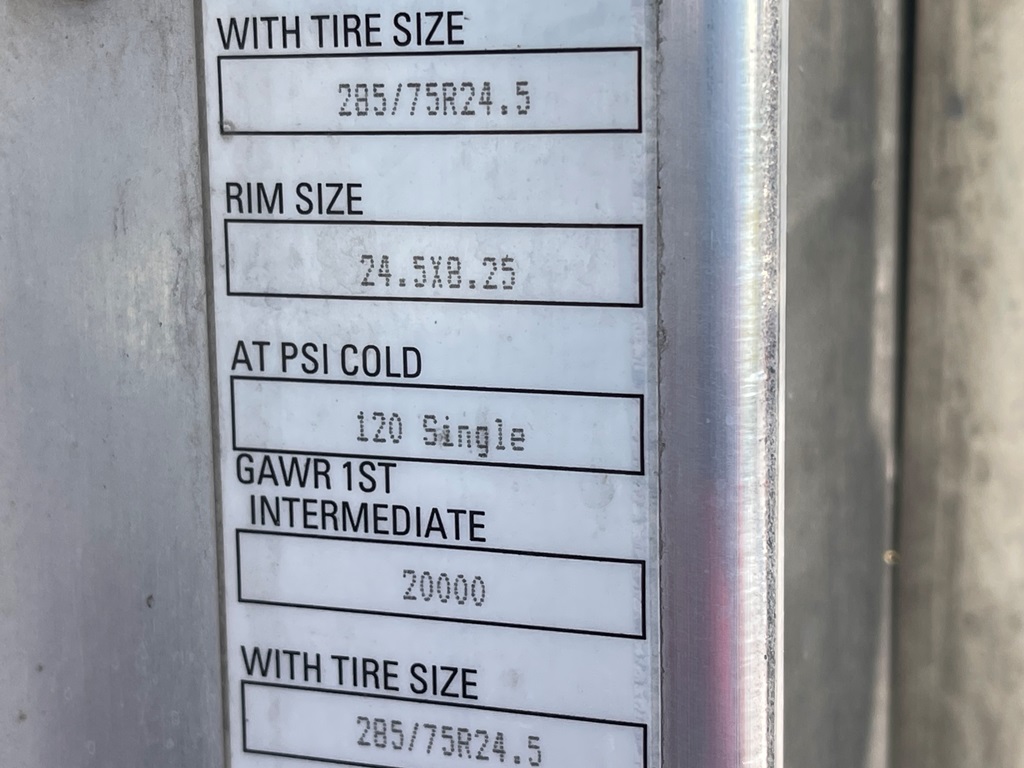 WITH TIRE SIZE
285/75R24.5
RIM SIZE
24.5X8.25
AT PSI COLD
120 Single
GAWR 1ST
INTERMEDIATE
20000
WITH TIRE SIZE
285/75R24.5